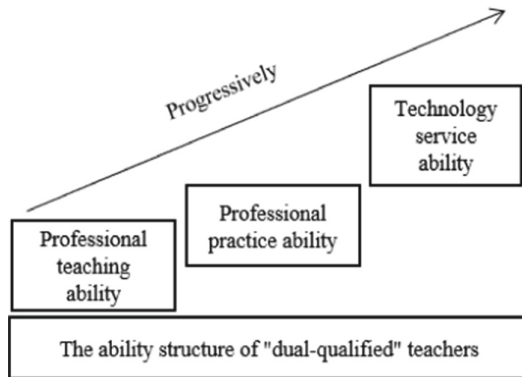 Progressively
Technology
service
ability
Professional
practice ability
Professional
teaching
ability
The ability structure of "dual-qualified" teachers